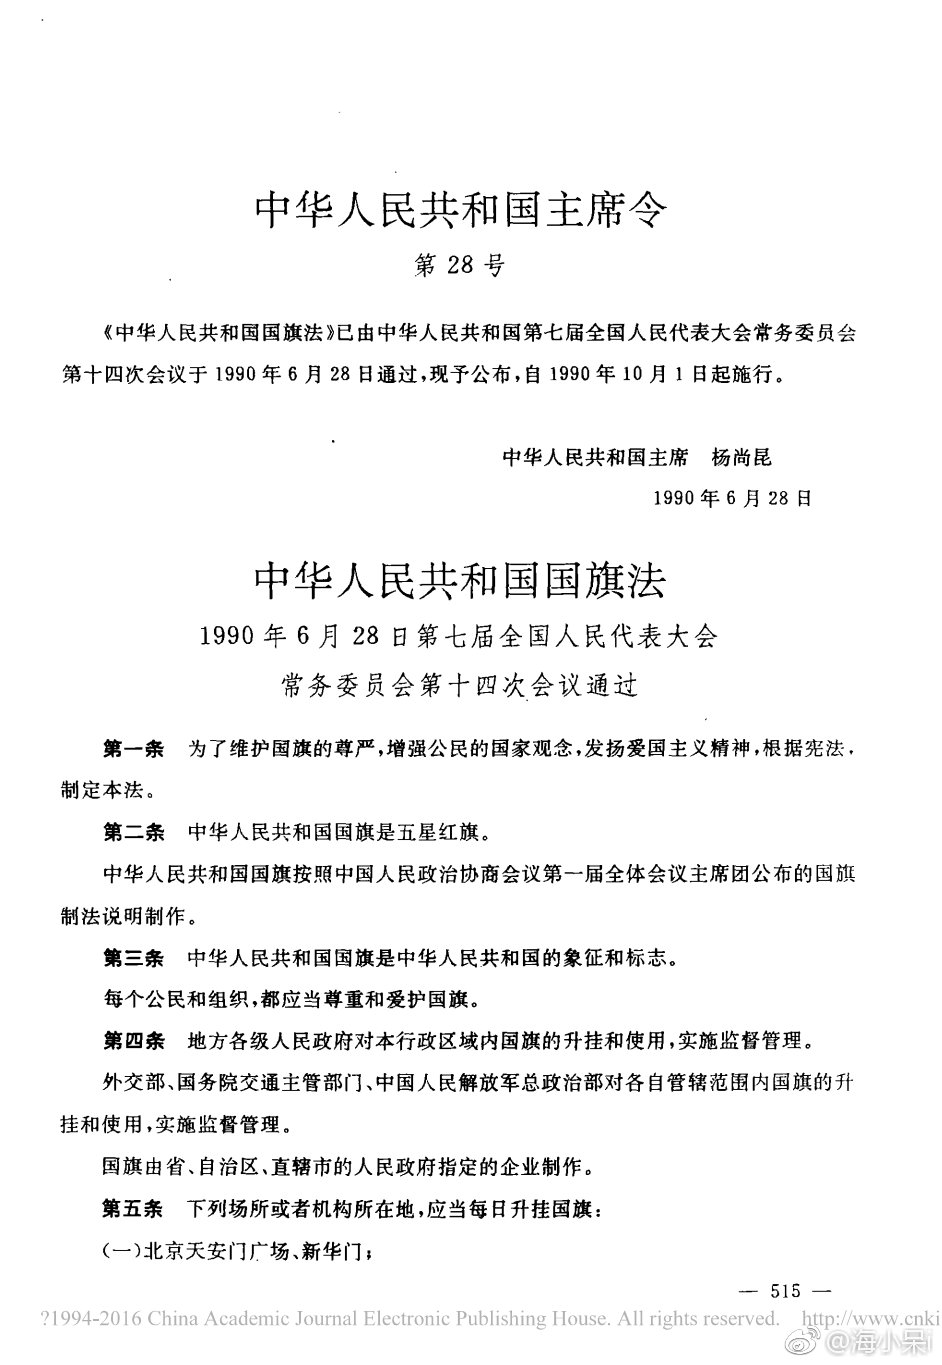 中华人民共和国主席令
第 28 号
《中华人民共和国国旗法》已由中华人民共和国第七届全国人民代表大会常务委员会
第十四次会议于 1990 年 6 月 28 日通过,现予公布,自 1990 年 10 月 1 日起施行。
中华人民共和国主席 杨尚昆
1990 年 6 月 28 日
中华人民共和国国旗法
1990 年 6 月 28 日第七届全国人民代表大会
常务委员会第十四次会议通过
第一条 为了维护国旗的尊严,增强公民的国家观念,发扬爱国主义精神,根据宪法,
制定本法。
第二条 中华人民共和国国旗是五星红旗。
中华人民共和国国旗按照中国人民政治协商会议第一届全体会议主席团公布的国旗
制法说明制作。
第三条 中华人民共和国国旗是中华人民共和国的象征和标志。
每个公民和组织,都应当尊重和爱护国旗。
第四条 地方各级人民政府对本行政区域内国旗的升挂和使用,实施监督管理。
外交部、国务院交通主管部门、中国人民解放军总政治部对各自管辖范围内国旗的升
挂和使用,实施监督管理。
国旗由省、自治区、直辖市的人民政府指定的企业制作。
第五条 下列场所或者机构所在地,应当每日升挂国旗:
(一)北京天安门广场、新华门;
— 515 —
?1994-2016 China Academic Journal Electronic Publishing House. All rights reserved. http://www.cnki
@海小呆i